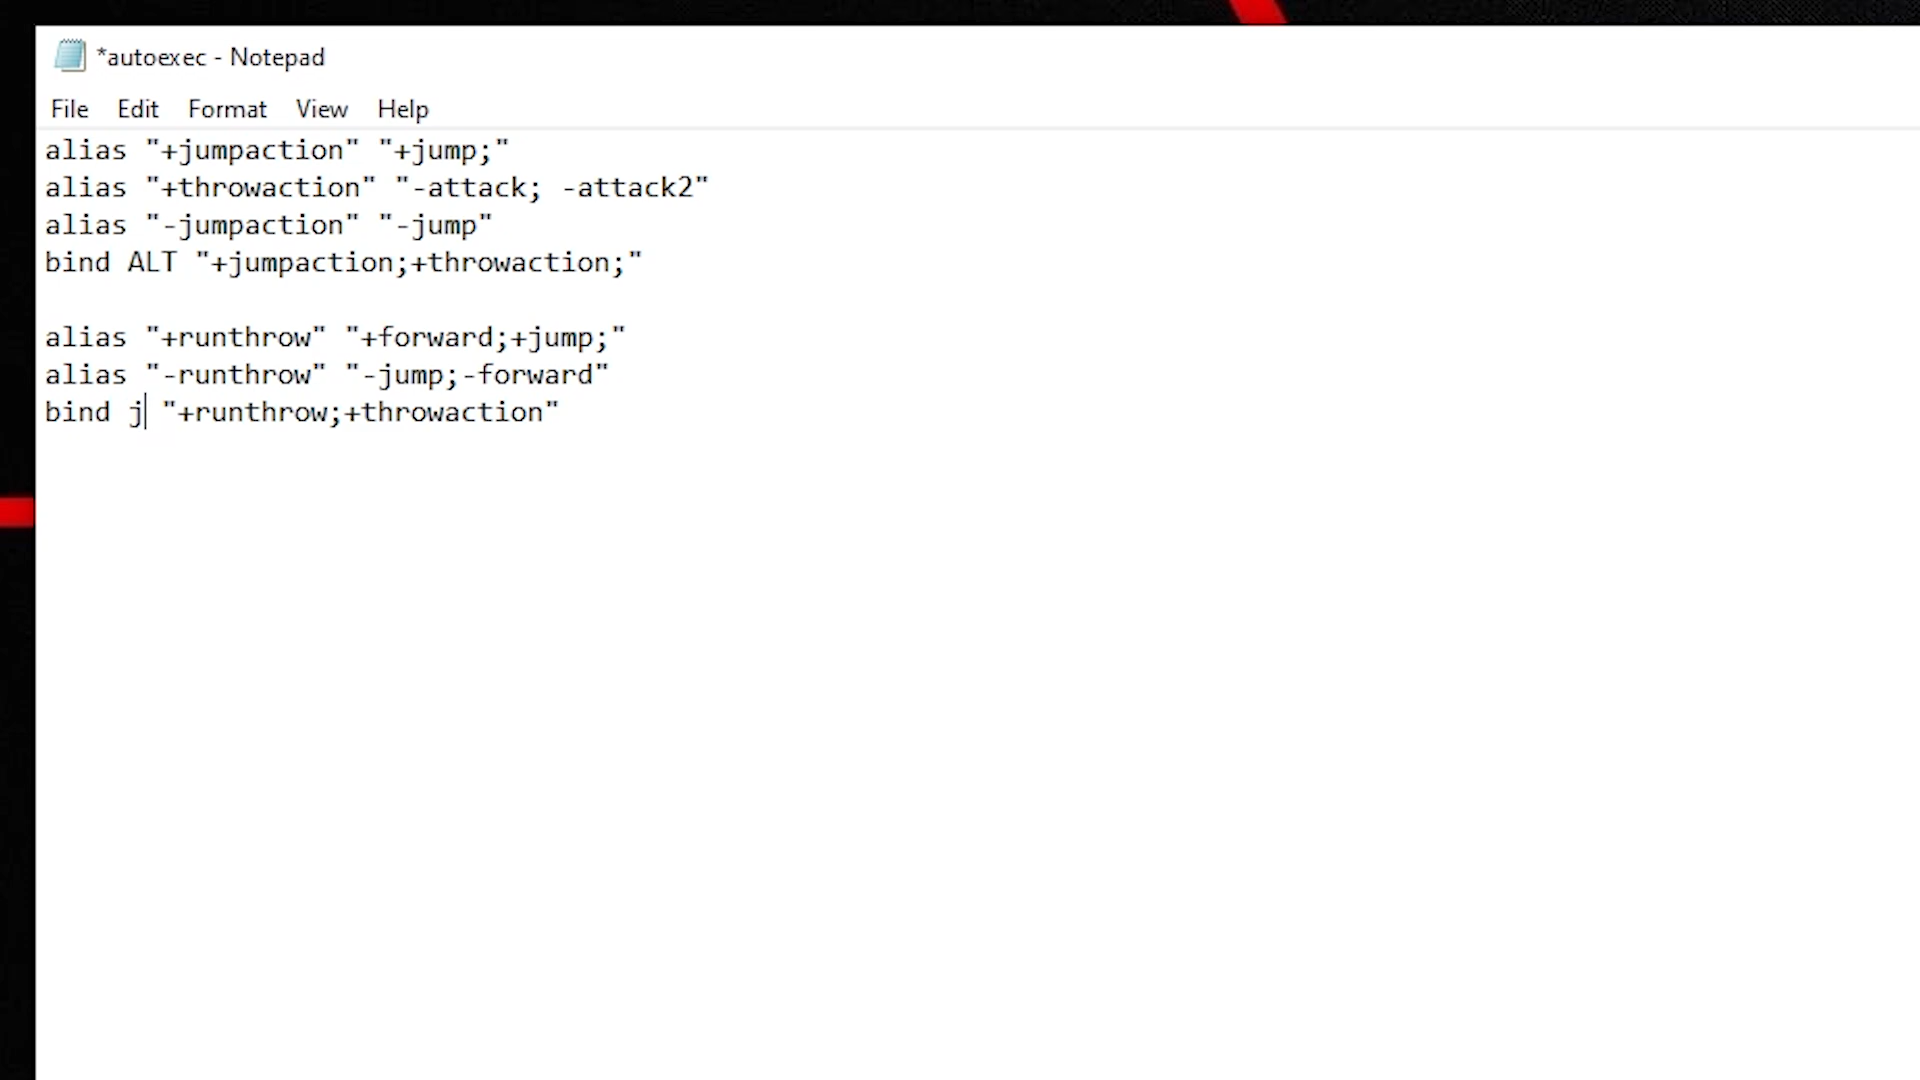 *autoexec - Notepad
File Edit Format View Help
alias "+jumpaction" "+jump;"
alias "+throwaction" "-attack; -attack2"
alias "-jumpaction" "-jump"
bind ALT "+jumpaction;+throwaction;"
alias "+runthrow" "+forward;+jump;"
alias "-runthrow" "-jump;-forward"
bind j "+runthrow;+throwaction"